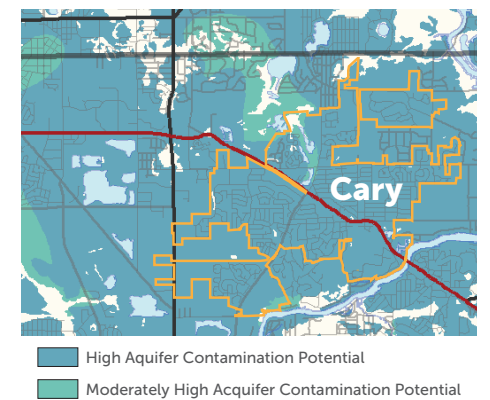 Cary
High Aquifer Contamination Potential
Moderately High Acquifer Contamination Potential